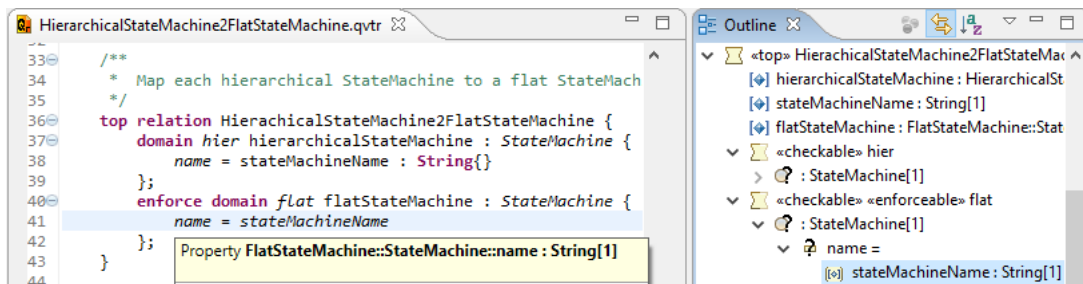 HierarchicalStateMachine2FlatStateMachine.qvtr
33 /**
34 * Map each hierarchical StateMachine to a flat StateMach
35 */
36 top relation HierachicalStateMachine2FlatStateMachine {
37 domain hier hierarchicalStateMachine : StateMachine {
38 name = stateMachineName : String{}
39 };
40 enforce domain flat flatStateMachine : StateMachine {
41 name = stateMachineName
42 };
Property FlatStateMachine::StateMachine::name : String[1]
43 }
44
Outline
«top» HierachicalStateMachine2FlatStateMac
hierarchicalStateMachine : HierarchicalSt
stateMachineName : String[1]
flatStateMachine : FlatStateMachine::Stat
«checkable» hier
: StateMachine[1]
«checkable» «enforceable» flat
: StateMachine[1]
name =
stateMachineName : String[1]